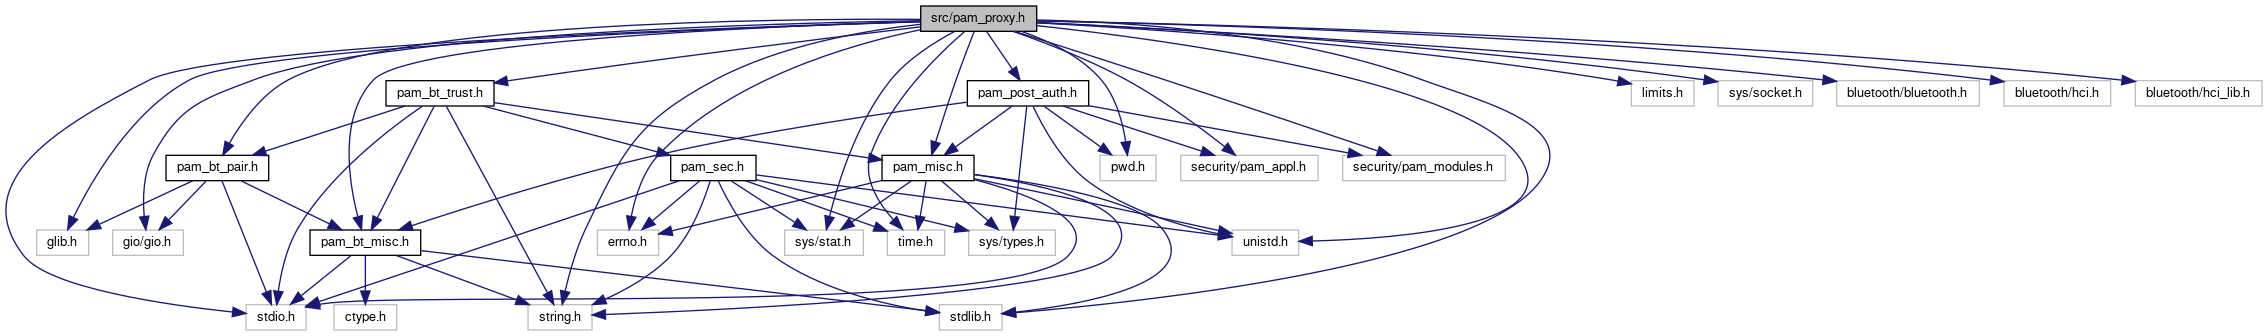 src/pam_proxy.h
pam_bt_trust.h
pam_post_auth.h
limits.h
sys/socket.h
bluetooth/bluetooth.h
bluetooth/hci.h
bluetooth/hci_lib.h
pam_bt_pair.h
pam_sec.h
pam_misc.h
pwd.h
security/pam_appl.h
security/pam_modules.h
glib.h
gio/gio.h
pam_bt_misc.h
errno.h
sys/stat.h
time.h
sys/types.h
unistd.h
stdio.h
ctype.h
string.h
stdlib.h